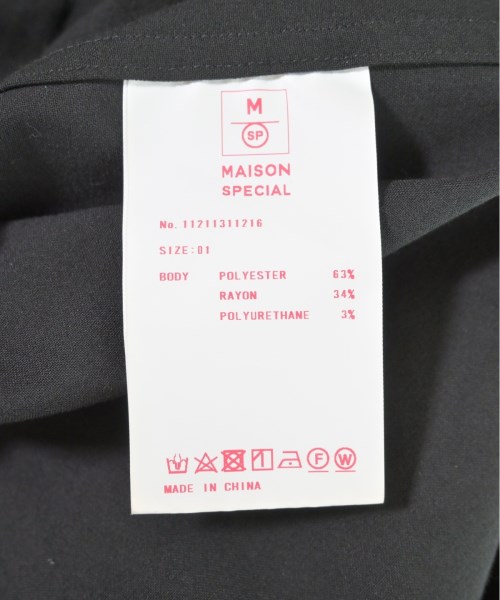 M
SP
MAISON
SPECIAL
No. 11211311216
SIZE:01
BODY POLYESTER 63%
RAYON 34%
POLYURETHANE 3%
F W
MADE IN CHINA